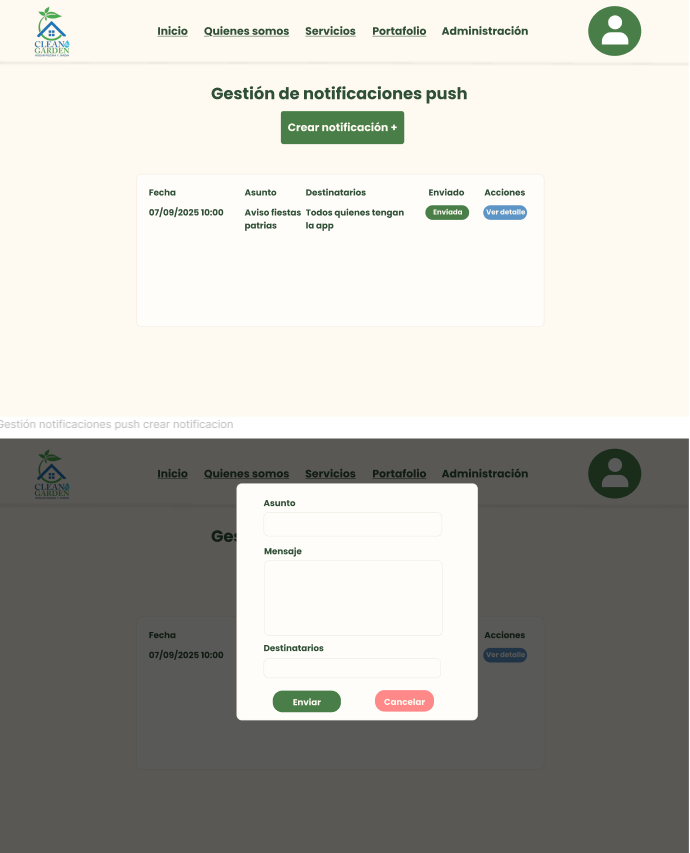 CLEAN
GARDEN
Inicio Quienes somos Servicios Portafolio Administración
Gestión de notificaciones push
Crear notificación +
Fecha Asunto Destinatarios Enviado Acciones
07/09/2025 10:00 Aviso fiestas patrias Todos quienes tengan la app Enviada Ver detalle
Gestión notificaciones push crear notificacion
CLEAN
GARDEN
Inicio Quienes somos Servicios Portafolio Administración
Ges
Asunto
Mensaje
Destinatarios
Enviar Cancelar
Fecha Acciones
07/09/2025 10:00 Ver detalle